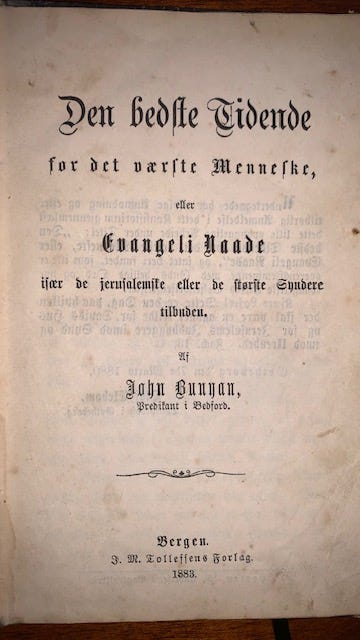 Den bedste Tidende
for det værste Menneske,
eller
Evangeli Naade
især de jerusalemske eller de største Syndere
tilbuden.
Af
John Bunyan,
Predikant i Bedford.
Bergen.
J. M. Tollefsens Forlag.
1883.